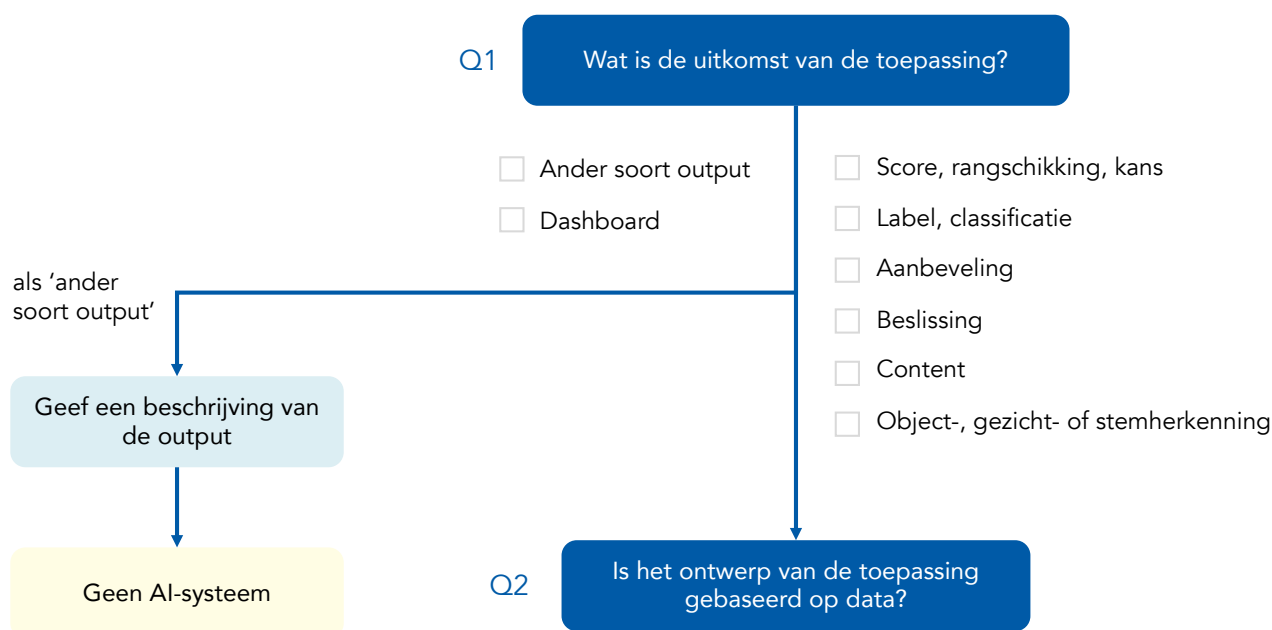 Q1
Wat is de uitkomst van de toepassing?
Ander soort output
Dashboard
Score, rangschikking, kans
Label, classificatie
Aanbeveling
Beslissing
Content
Object-, gezicht- of stemherkenning
als ‘ander
soort output’
Geef een beschrijving van
de output
Geen AI-systeem
Q2
Is het ontwerp van de toepassing
gebaseerd op data?